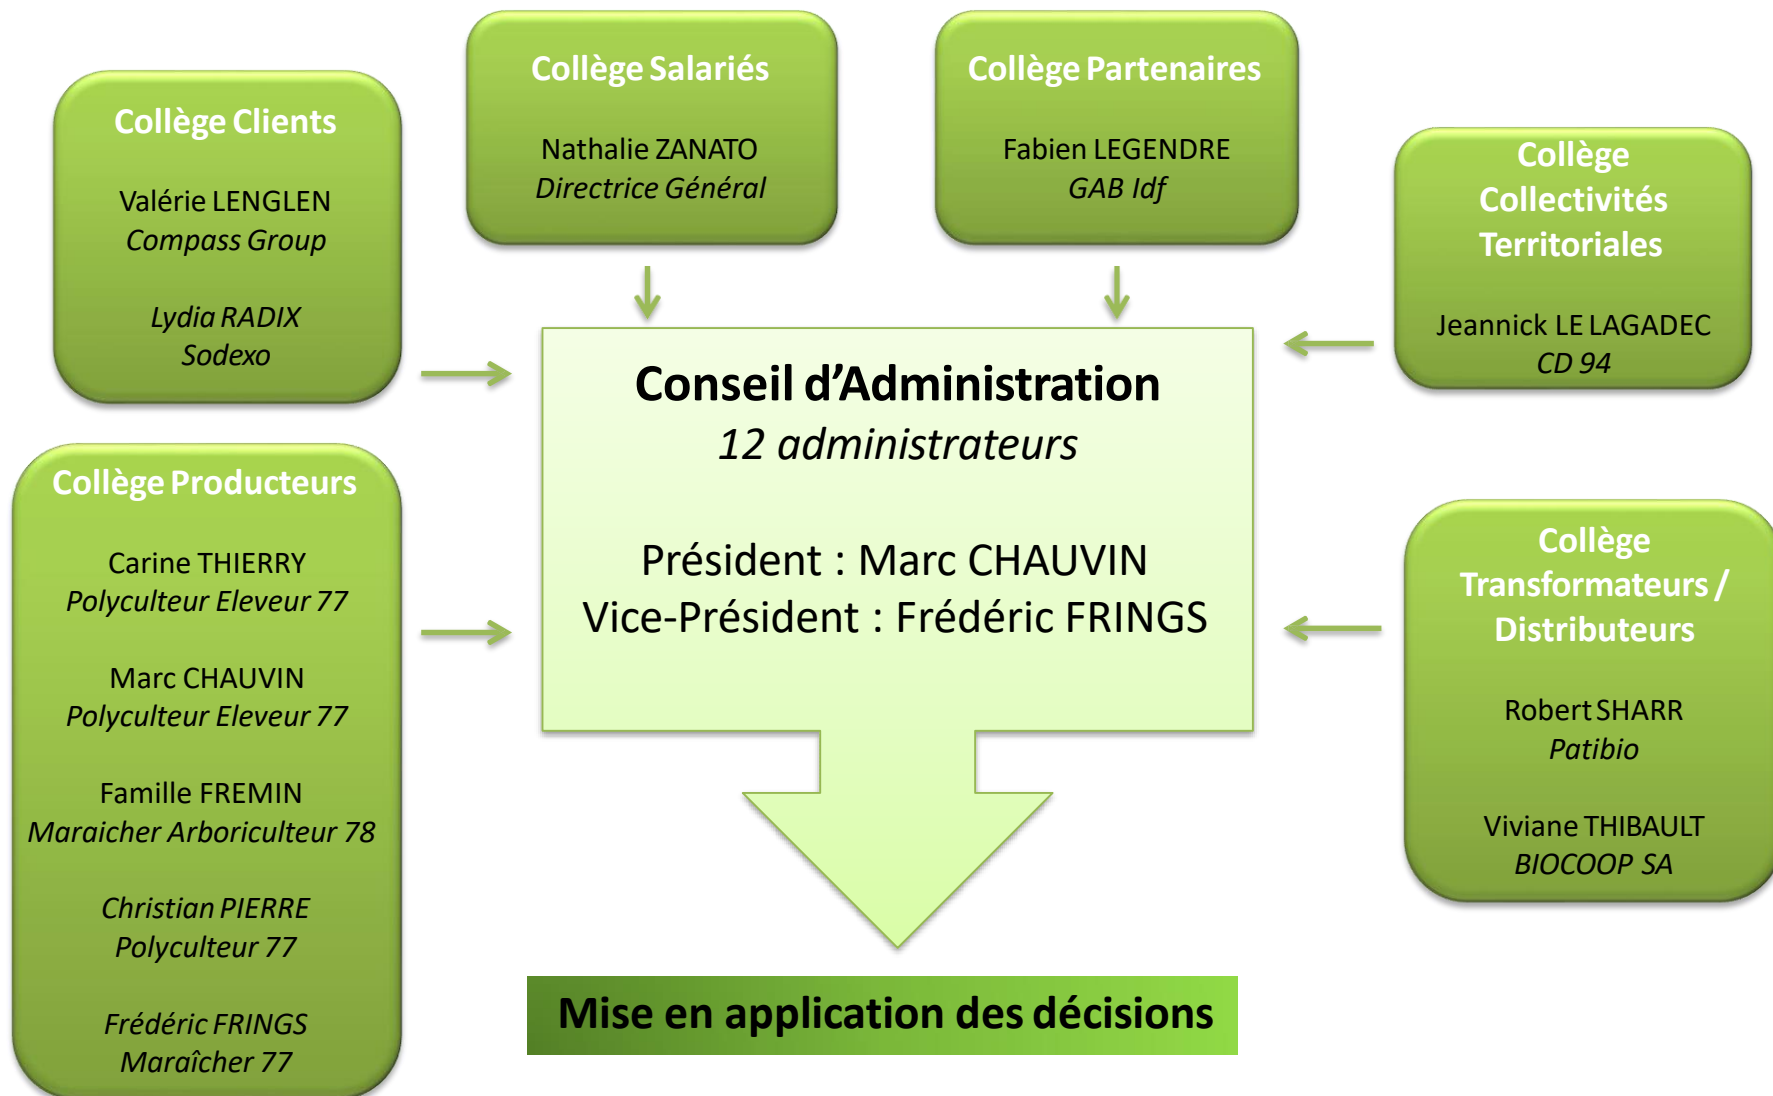 Collège Clients
Valérie LENGLEN
Compass Group
Lydia RADIX
Sodexo
Collège Salariés
Nathalie ZANATO
Directrice Général
Collège Partenaires
Fabien LEGENDRE
GAB Idf
Collège
Collectivités
Territoriales
Jeannick LE LAGADEC
CD 94
Conseil d’Administration
12 administrateurs
Président : Marc CHAUVIN
Vice-Président : Frédéric FRINGS
Collège Producteurs
Carine THIERRY
Polyculteur Eleveur 77
Marc CHAUVIN
Polyculteur Eleveur 77
Famille FREMIN
Maraicher Arboriculteur 78
Christian PIERRE
Polyculteur 77
Frédéric FRINGS
Maraîcher 77
Collège
Transformateurs /
Distributeurs
Robert SHARR
Patibio
Viviane THIBAULT
BIOCOOP SA
Mise en application des décisions